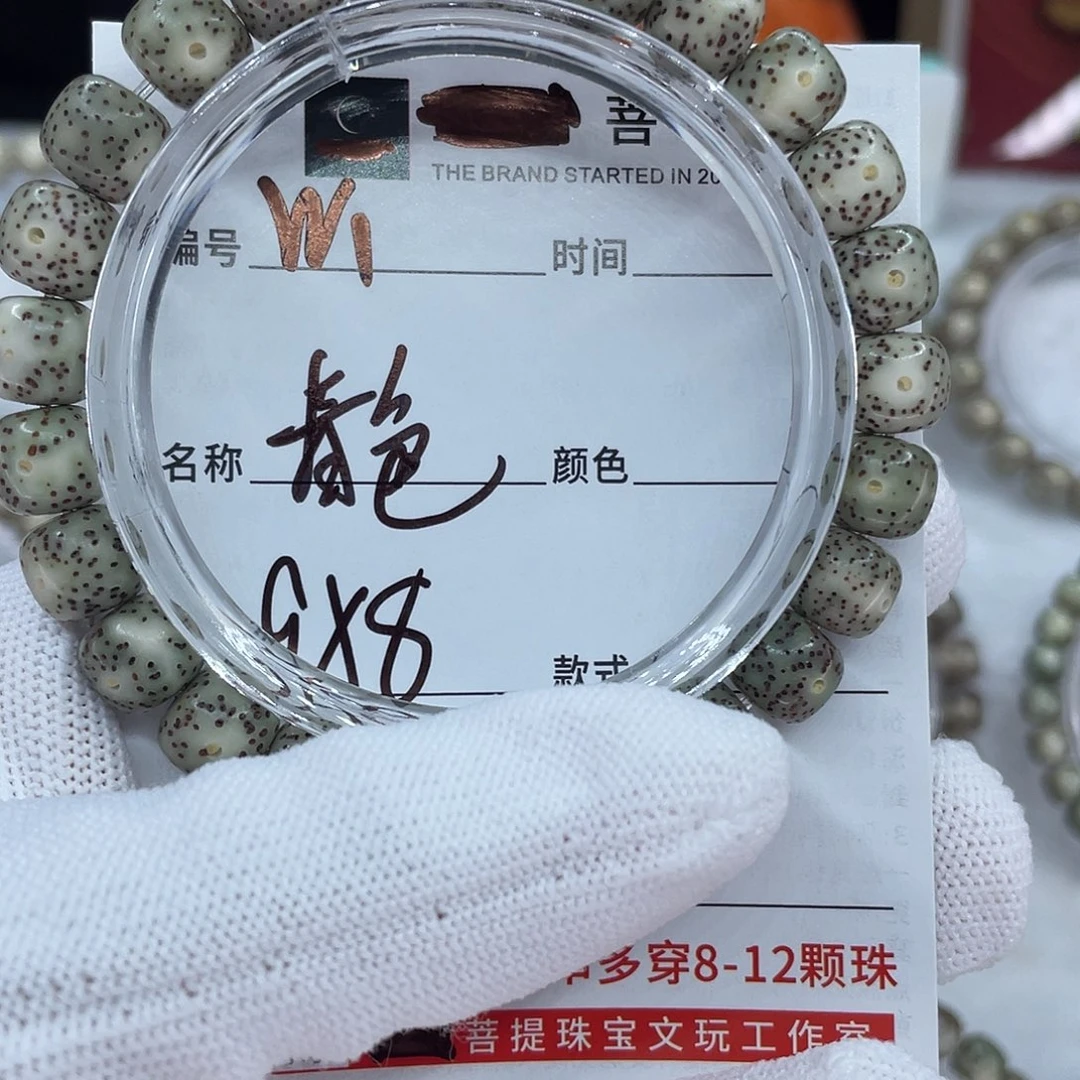 菩
THE BRAND STARTED IN 20
编号 W1 时间
名称 青色 颜色
9X8 款式
多穿8-12颗珠
菩提珠宝文玩工作室